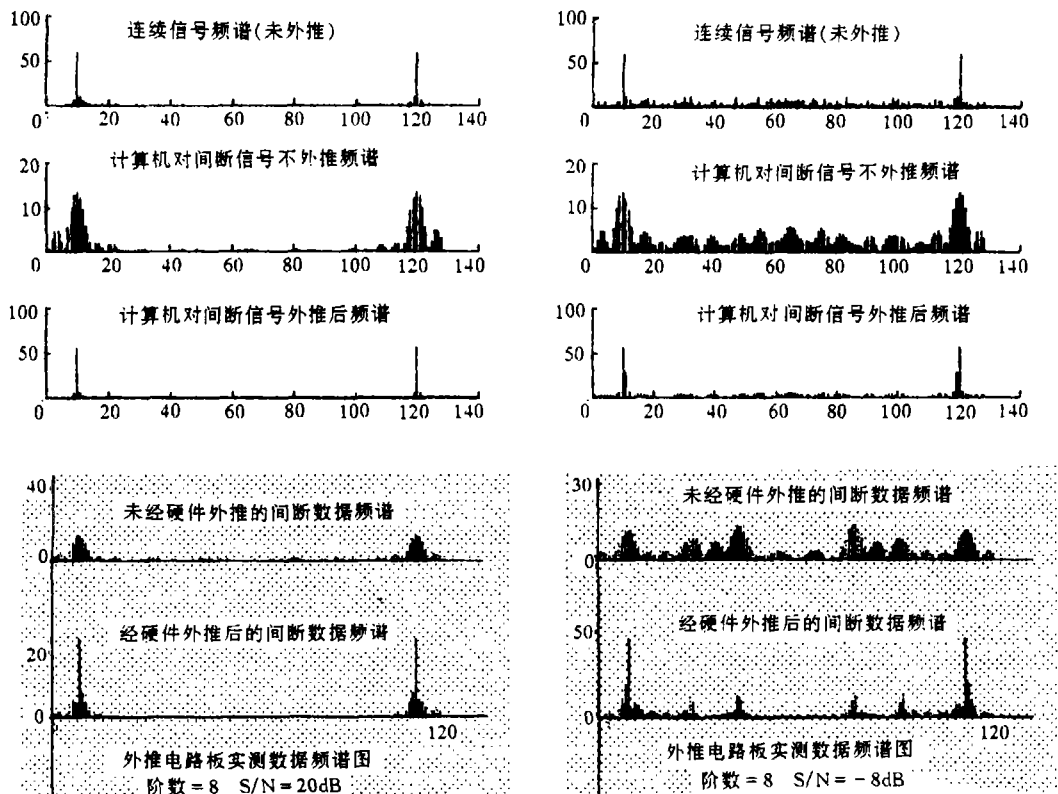 100
连续信号频谱(未外推)
50
0 20 40 60 80 100 120 140
20
计算机对间断信号不外推频谱
10
0 20 40 60 80 100 120 140
100
计算机对间断信号外推后频谱
50
0 20 40 60 80 100 120 140
40
未经硬件外推的间断数据频谱
0
经硬件外推后的间断数据频谱
20
0
120
外推电路板实测数据频谱图
阶数=8 S/N=20dB
100
连续信号频谱(未外推)
50
0 20 40 60 80 100 120 140
20
计算机对间断信号不外推频谱
10
0 20 40 60 80 100 120 140
100
计算机对间断信号外推后频谱
50
0 20 40 60 80 100 120 140
30
未经硬件外推的间断数据频谱
0
50
经硬件外推后的间断数据频谱
0
120
外推电路板实测数据频谱图
阶数=8 S/N=-8dB